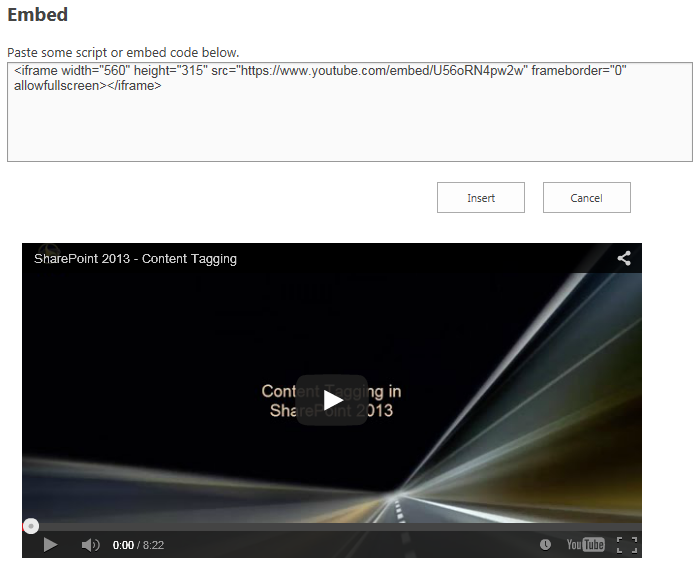 Embed
Paste some script or embed code below.
<iframe width="560" height="315" src="https://www.youtube.com/embed/U56oRN4pw2w" frameborder="0"
allowfullscreen></iframe>
Insert Cancel
SharePoint 2013 - Content Tagging
Content Tagging in
SharePoint 2013
0:00 / 8:22 YouTube